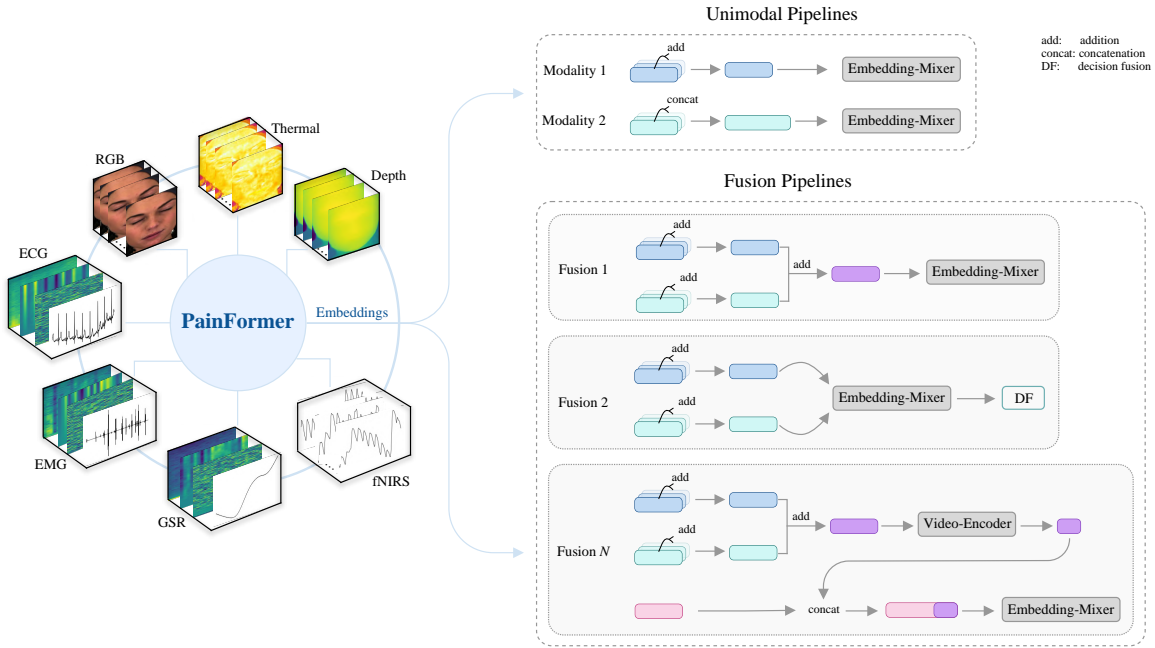 Unimodal Pipelines
add: addition
concat: concatenation
DF: decision fusion
add
Modality 1
Embedding-Mixer
concat
Modality 2
Embedding-Mixer
Thermal
RGB
Depth
ECG
PainFormer
Embeddings
EMG
GSR
fNIRS
Fusion Pipelines
add
Fusion 1
add
add
Embedding-Mixer
add
Fusion 2
add
Embedding-Mixer
DF
add
add
Video-Encoder
Fusion N
add
concat
Embedding-Mixer